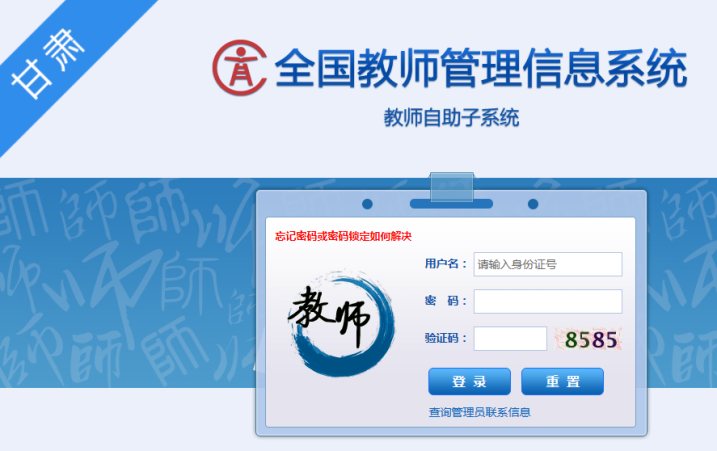 甘肃
全国教师管理信息系统
教师自助子系统
忘记密码或密码锁定如何解决
用户名： 请输入身份证号
教师
密 码：
验证码： 8585
登 录 重 置
查询管理员联系信息